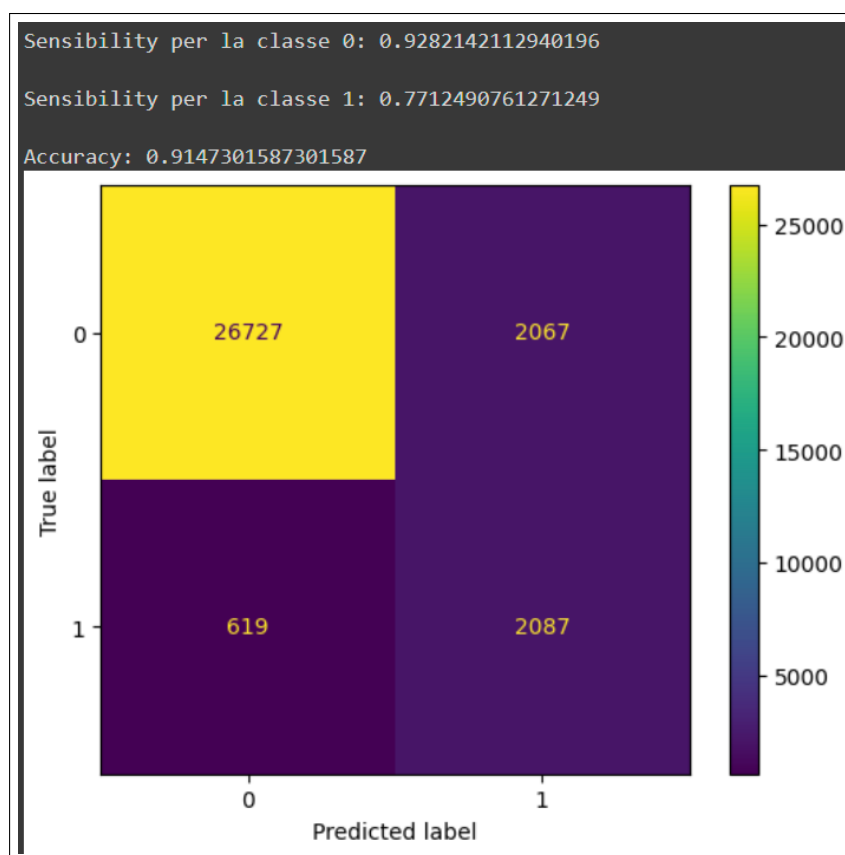 Sensibility per la classe 0: 0.9282142112940196
Sensibility per la classe 1: 0.7712490761271249
Accuracy: 0.9147301587301587
25000
0
26727
2067
20000
15000
True label
10000
1
619
2087
5000
0
1
Predicted label